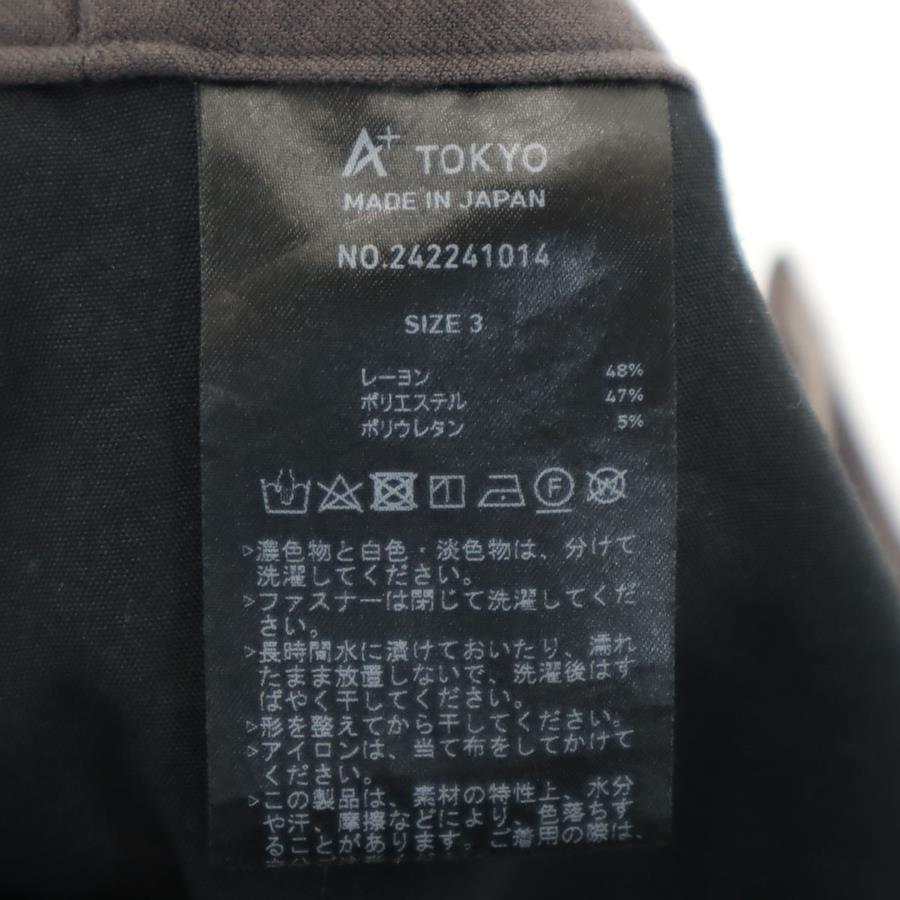 A+ TOKYO
MADE IN JAPAN
NO.242241014
SIZE 3
レーヨン 48%
ポリエステル 47%
ポリウレタン 5%
F W
▷濃色物と白色・淡色物は、分けて
洗濯してください。
▷ファスナーは閉じて洗濯してくだ
さい。
▷長時間水に漬けておいたり、濡れ
たまま放置しないで、洗濯後はす
ばやく干してください。
▷形を整えてから干してください。
▷アイロンは、当て布をしてかけて
ください。
▷この製品は、素材の特性上、水分
や汗、摩擦などにより、色落ちす
ることがあります。ご着用の際は、